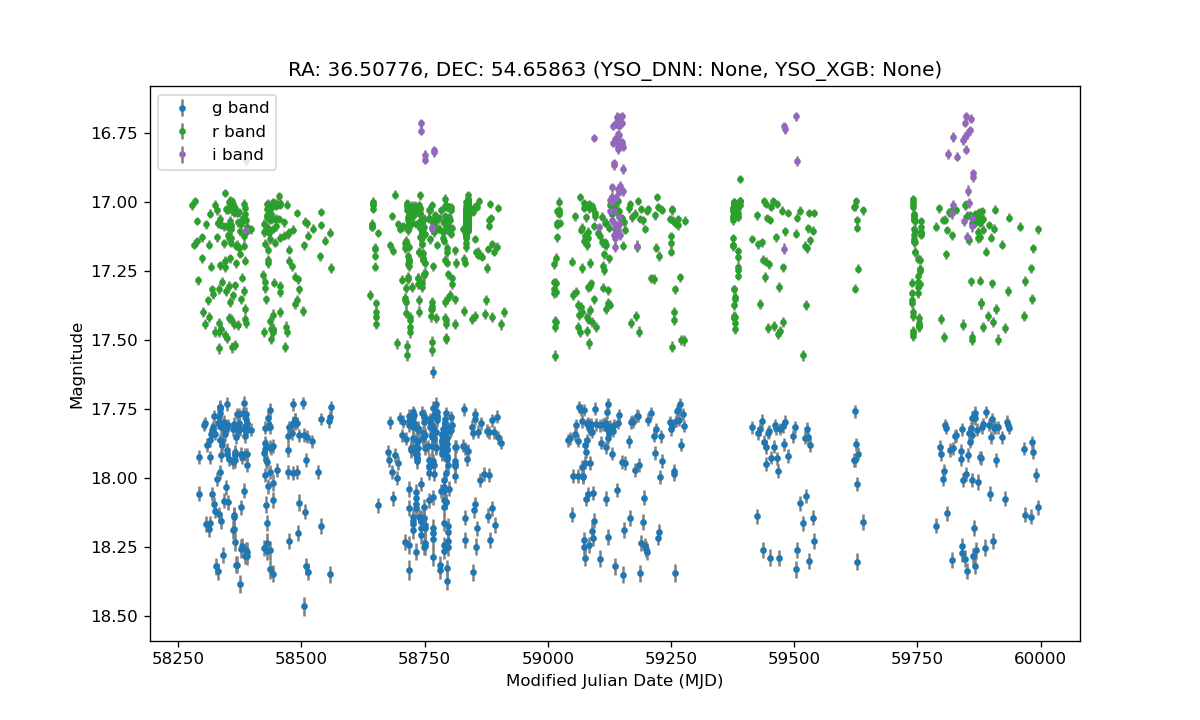 RA: 36.50776, DEC: 54.65863 (YSO_DNN: None, YSO_XGB: None)
g band
r band
i band
Magnitude
16.75
17.00
17.25
17.50
17.75
18.00
18.25
18.50
58250
58500
58750
59000
59250
59500
59750
60000
Modified Julian Date (MJD)